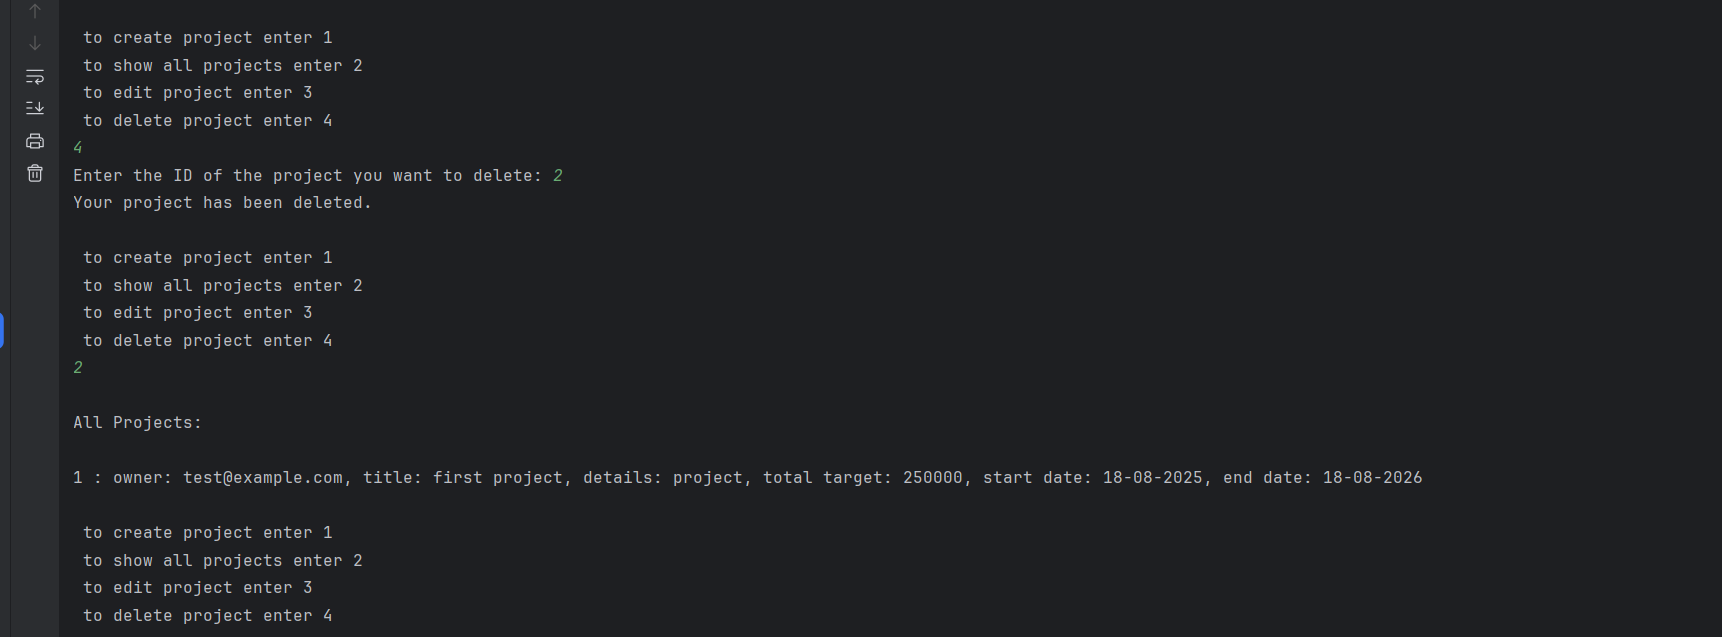 to create project enter 1
to show all projects enter 2
to edit project enter 3
to delete project enter 4
4
Enter the ID of the project you want to delete: 2
Your project has been deleted.
to create project enter 1
to show all projects enter 2
to edit project enter 3
to delete project enter 4
2
All Projects:
1 : owner: test@example.com, title: first project, details: project, total target: 250000, start date: 18-08-2025, end date: 18-08-2026
to create project enter 1
to show all projects enter 2
to edit project enter 3
to delete project enter 4